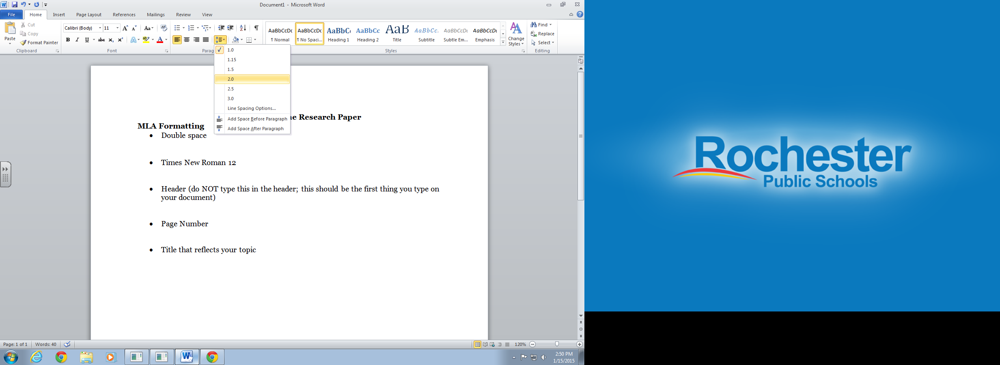 Document1 - Microsoft Word
File Home Insert Page Layout References Mailings Review View
Paste
Cut
Copy
Format Painter
Clipboard
Calibri (Body) 11
Font
Parag
AaBbCcDc AaBbCcDc AaBbC AaBbCc AaB AaBbCc. AaBbCcDc AaBbCcDc
¶ Normal ¶ No Spaci... Heading 1 Heading 2 Title Subtitle Subtle Em... Emphasis
Change Styles
Styles
Find
Replace
Select
Editing
1.0
1.15
1.5
2.0
2.5
3.0
Line Spacing Options...
Add Space Before Paragraph
Add Space After Paragraph
Research Paper
MLA Formatting
• Double space
• Times New Roman 12
• Header (do NOT type this in the header; this should be the first thing you type on
your document)
• Page Number
• Title that reflects your topic
Page: 1 of 1 Words: 40
120%
2:50 PM
1/15/2015
Rochester
Public Schools